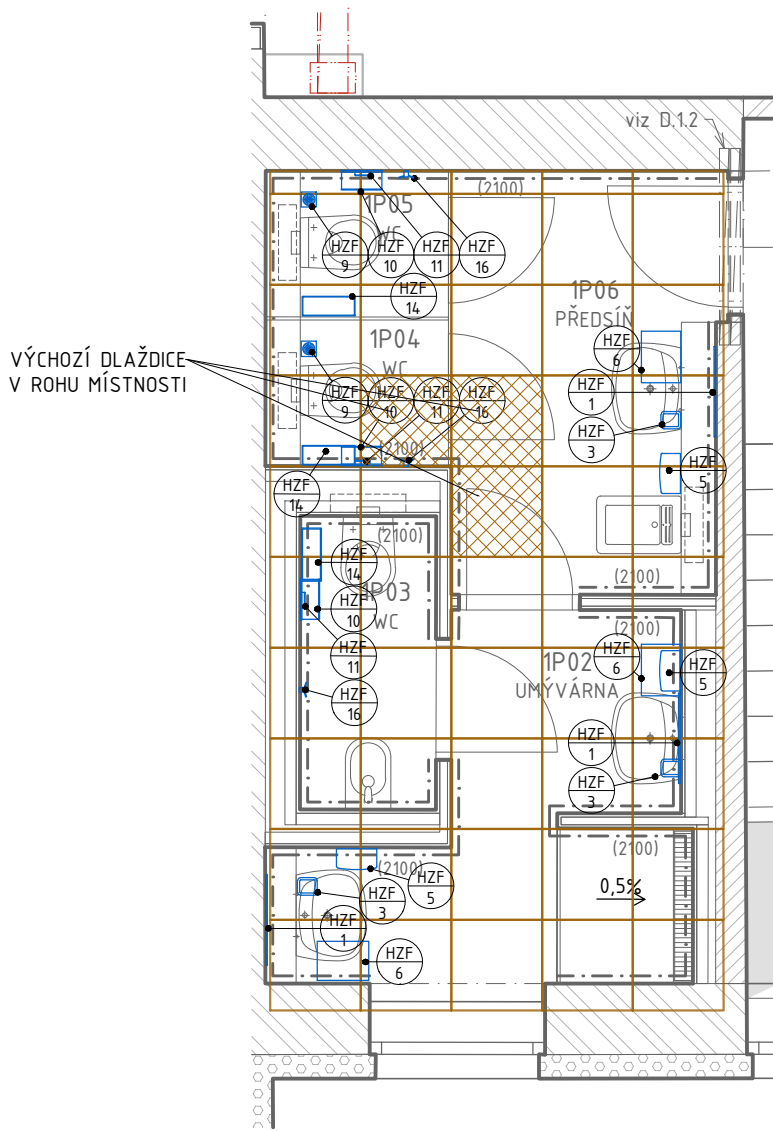 viz D.1.2
(2100)
1P05
WC
HZF
9
HZF
10
HZF
11
HZF
16
HZF
14
1P06
PŘEDSÍŇ
1P04
WC
HZF
6
VÝCHOZÍ DLAŽDICE
V ROHU MÍSTNOSTI
HZF
1
HZF
9
HZF
10
HZF
11
HZF
16
HZF
3
(2100)
HZF
5
HZF
14
(2100)
HZF
14
(2100)
1P03
WC
HZF
10
(2100)
HZF
11
HZF
6
1P02
UMÝVÁRNA
HZF
5
HZF
16
HZF
1
HZF
3
(2100)
(2100)
HZF
5
0,5%
HZF
3
HZF
1
HZF
6